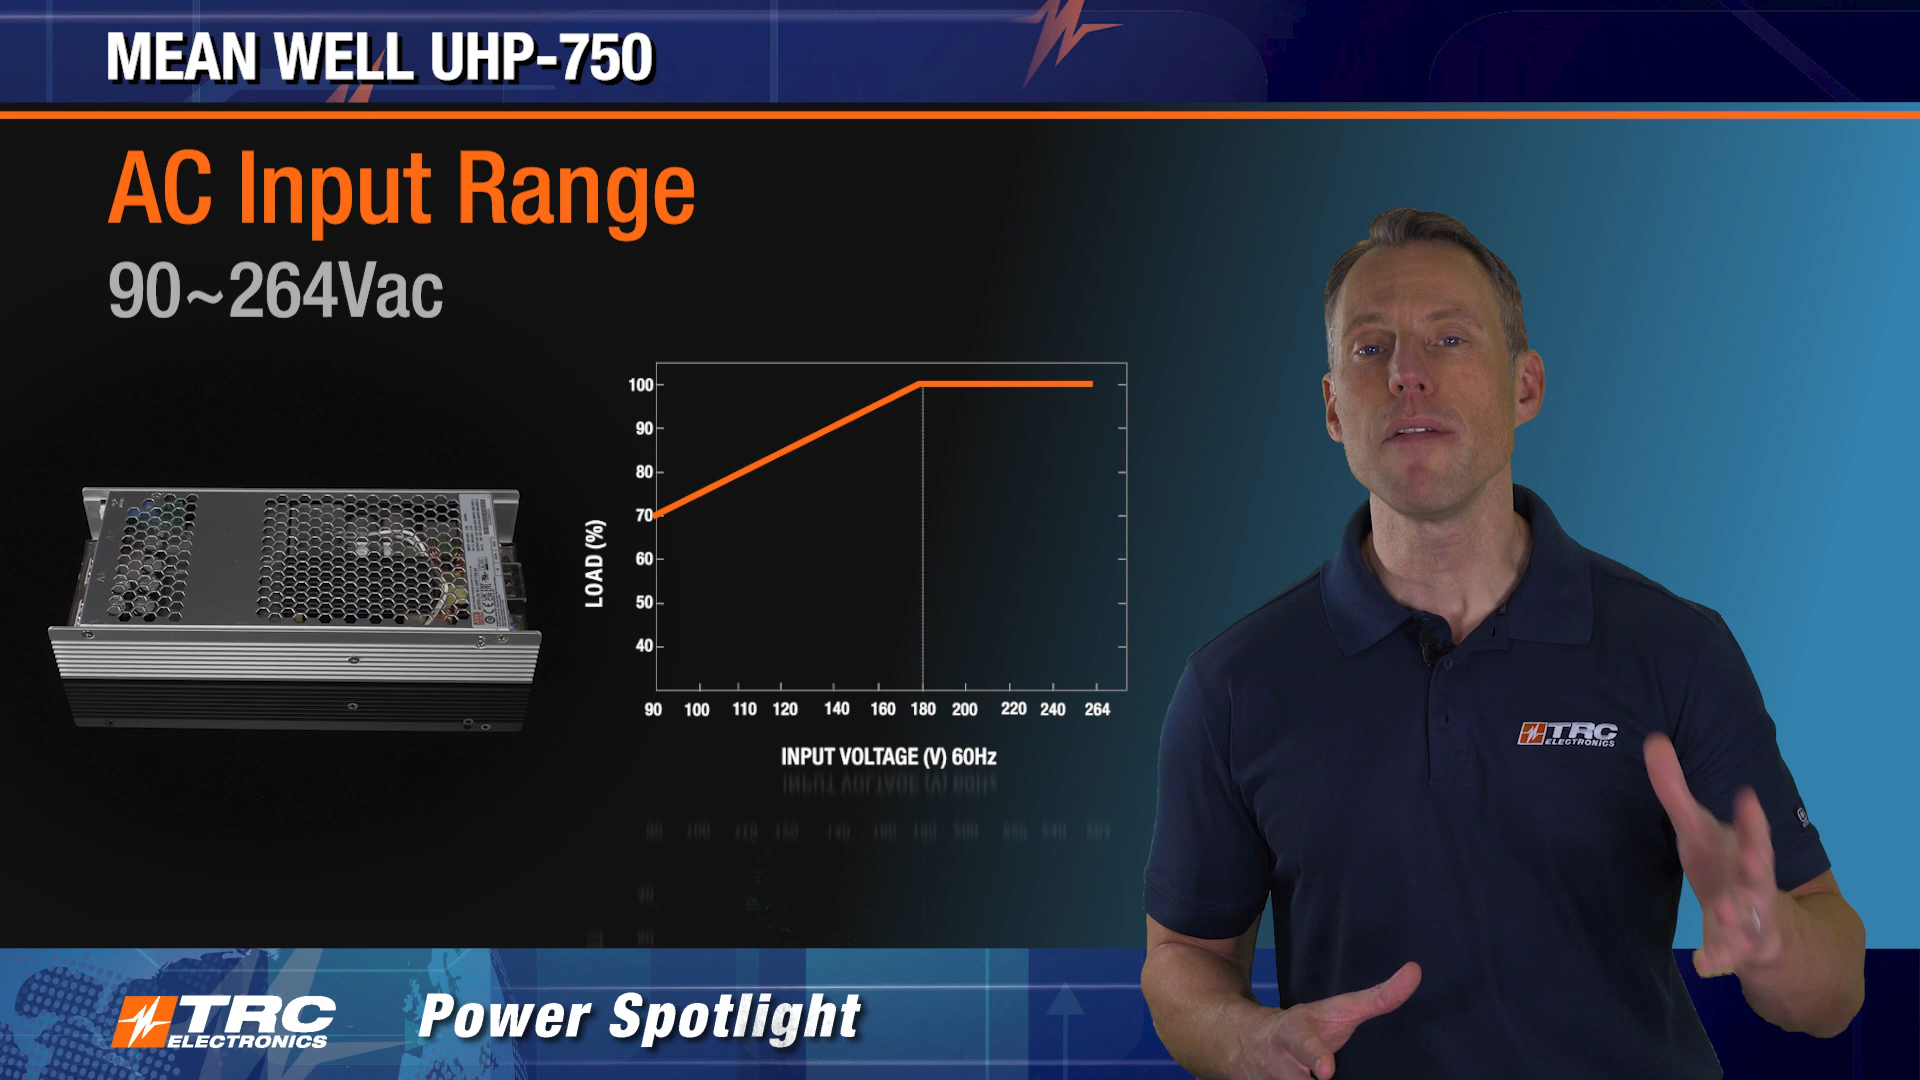 MEAN WELL UHP-750
AC Input Range
90~264Vac
100
90
80
70
60
50
40
LOAD (%)
90 100 110 120 140 160 180 200 220 240 264
INPUT VOLTAGE (V) 60Hz
TRC
ELECTRONICS
TRC
ELECTRONICS
Power Spotlight